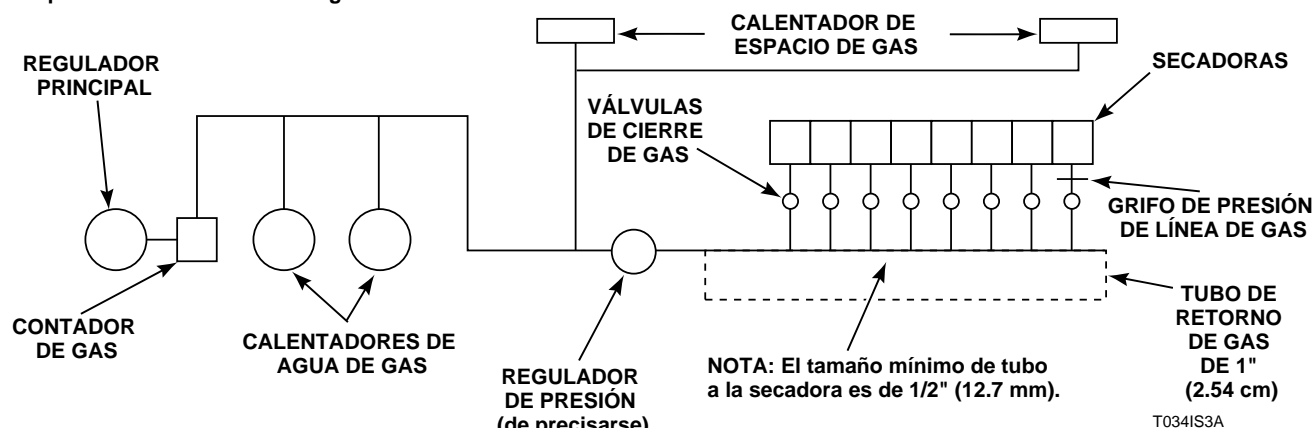 CALENTADOR DE
ESPACIO DE GAS
REGULADOR
PRINCIPAL
SECADORAS
VÁLVULAS
DE CIERRE
DE GAS
GRIFO DE PRESIÓN
DE LÍNEA DE GAS
CONTADOR
DE GAS
CALENTADORES DE
AGUA DE GAS
REGULADOR
DE PRESIÓN
(de precisarse)
NOTA: El tamaño mínimo de tubo
a la secadora es de 1/2" (12.7 mm).
TUBO DE
RETORNO
DE GAS
DE 1"
(2.54 cm)
T034IS3A